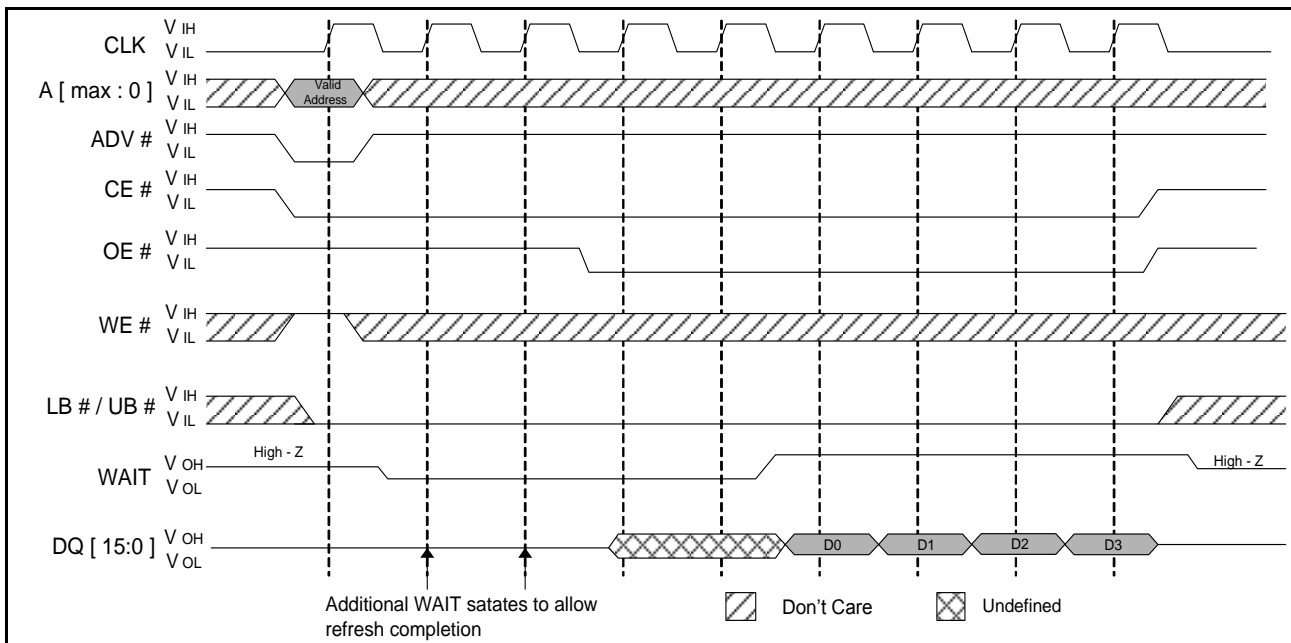 CLK V IH
V IL
A [ max : 0 ] V IH
V IL
Valid
Address
ADV # V IH
V IL
CE # V IH
V IL
OE # V IH
V IL
WE # V IH
V IL
LB # / UB # V IH
V IL
WAIT V OH
V OL
High - Z
High - Z
DQ [ 15:0 ] V OH
V OL
D0 D1 D2 D3
Additional WAIT satates to allow
refresh completion
Don't Care
Undefined